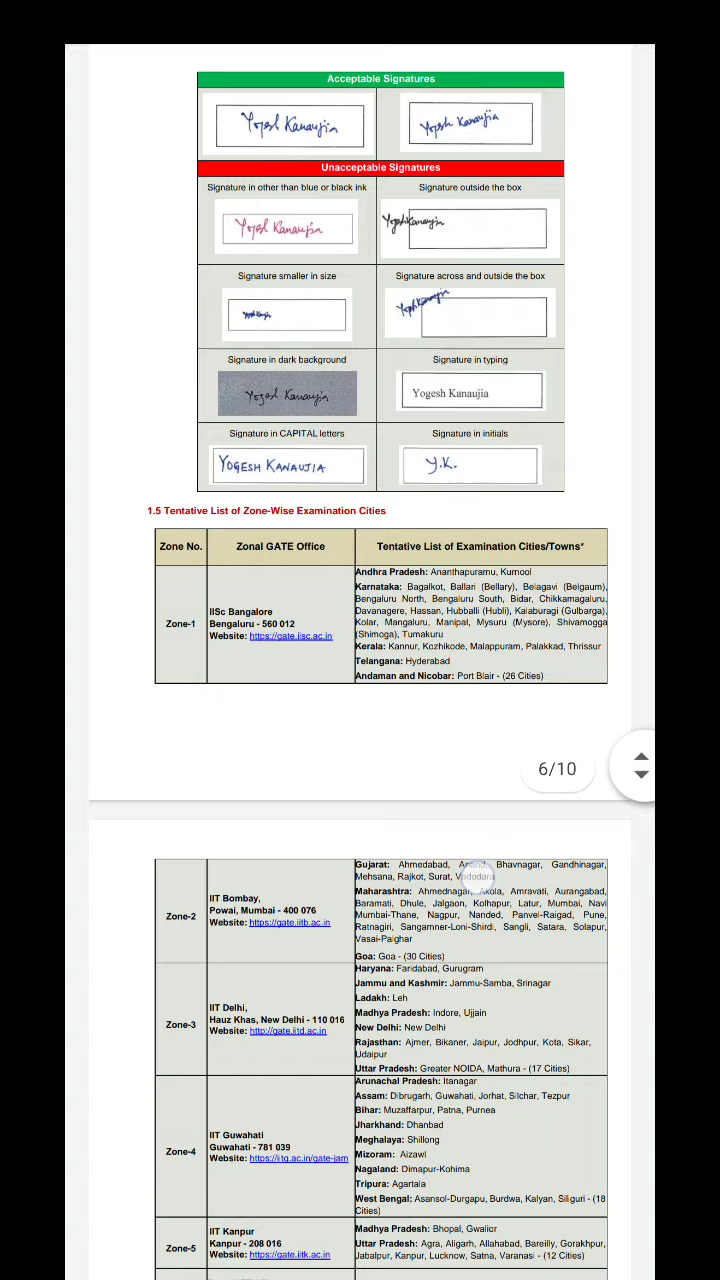 Acceptable Signatures
Yogesh Kanaujia
Yogesh Kanaujia
Unacceptable Signatures
Signature in other than blue or black ink
Signature outside the box
Yogesh Kanaujia
Yogesh Kanaujia
Signature smaller in size
Signature across and outside the box
Yogesh Kanaujia
Yogesh Kanaujia
Signature in dark background
Signature in typing
Yogesh Kanaujia
Yogesh Kanaujia
Signature in CAPITAL letters
Signature in initials
YOGESH KANAUJIA
Y.K.
1.5 Tentative List of Zone-Wise Examination Cities
Zone No.
Zonal GATE Office
Tentative List of Examination Cities/Towns*
Zone-1
IISc Bangalore
Bengaluru - 560 012
Website: https://gate.iisc.ac.in
Andhra Pradesh: Ananthapuramu, Kurnool
Karnataka: Bagalkot, Ballari (Bellary), Belagavi (Belgaum),
Bengaluru North, Bengaluru South, Bidar, Chikkamagaluru,
Davanagere, Hassan, Hubballi (Hubli), Kalaburagi (Gulbarga),
Kolar, Mangaluru, Manipal, Mysuru (Mysore), Shivamogga
(Shimoga), Tumakuru
Kerala: Kannur, Kozhikode, Malappuram, Palakkad, Thrissur
Telangana: Hyderabad
Andaman and Nicobar: Port Blair - (26 Cities)
6/10
Zone-2
IIT Bombay,
Powai, Mumbai - 400 076
Website: https://gate.iitb.ac.in
Gujarat: Ahmedabad, Anand, Bhavnagar, Gandhinagar,
Mehsana, Rajkot, Surat, Vadodara
Maharashtra: Ahmednagar, Akola, Amravati, Aurangabad,
Baramati, Dhule, Jalgaon, Kolhapur, Latur, Mumbai, Navi
Mumbai-Thane, Nagpur, Nanded, Panvel-Raigad, Pune,
Ratnagiri, Sangamner-Loni-Shirdi, Sangli, Satara, Solapur,
Vasai-Palghar
Goa: Goa - (30 Cities)
Zone-3
IIT Delhi,
Hauz Khas, New Delhi - 110 016
Website: http://gate.iitd.ac.in
Haryana: Faridabad, Gurugram
Jammu and Kashmir: Jammu-Samba, Srinagar
Ladakh: Leh
Madhya Pradesh: Indore, Ujjain
New Delhi: New Delhi
Rajasthan: Ajmer, Bikaner, Jaipur, Jodhpur, Kota, Sikar,
Udaipur
Uttar Pradesh: Greater NOIDA, Mathura - (17 Cities)
Zone-4
IIT Guwahati
Guwahati - 781 039
Website: https://iitg.ac.in/gate-jam
Arunachal Pradesh: Itanagar
Assam: Dibrugarh, Guwahati, Jorhat, Silchar, Tezpur
Bihar: Muzaffarpur, Patna, Purnea
Jharkhand: Dhanbad
Meghalaya: Shillong
Mizoram: Aizawl
Nagaland: Dimapur-Kohima
Tripura: Agartala
West Bengal: Asansol-Durgapu, Burdwa, Kalyan, Siliguri - (18
Cities)
Zone-5
IIT Kanpur
Kanpur - 208 016
Website: https://gate.iitk.ac.in
Madhya Pradesh: Bhopal, Gwalior
Uttar Pradesh: Agra, Aligarh, Allahabad, Bareilly, Gorakhpur,
Jabalpur, Kanpur, Lucknow, Satna, Varanasi - (12 Cities)